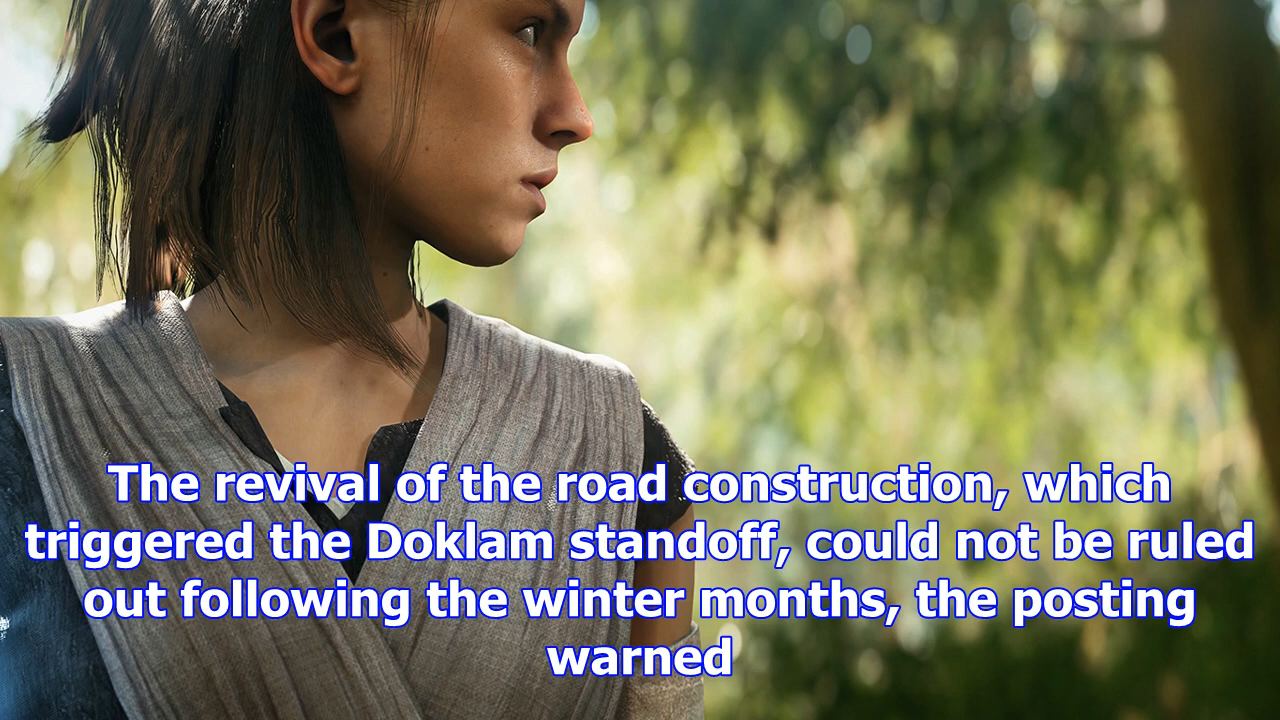 The revival of the road construction, which
triggered the Doklam standoff, could not be ruled
out following the winter months, the posting
warned